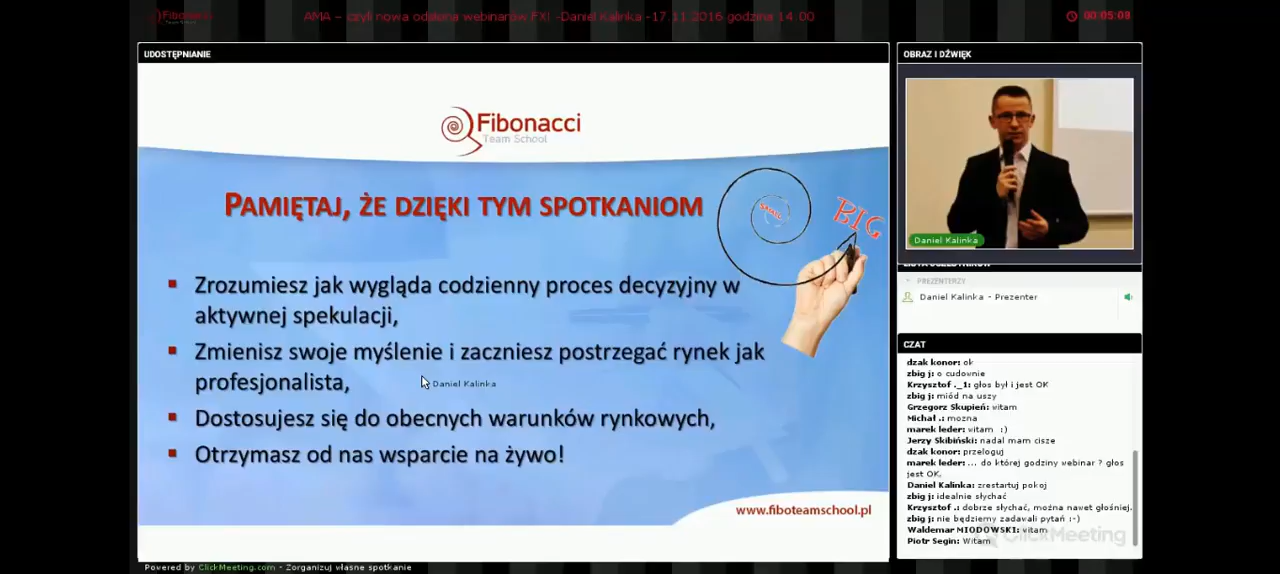 Fibonacci
AMA – czyli nowa odsłona webinarów FXI -Daniel Kalinka -17.11 2016 godzina 14:00
00:05:09
UDOSTĘPNIANIE
Fibonacci
Team School
PAMIĘTAJ, ŻE DZIĘKI TYM SPOTKANIOM
BIG
Zrozumiesz jak wygląda codzienny proces decyzyjny w
aktywnej spekulacji,
Zmienisz swoje myślenie i zaczniesz postrzegać rynek jak
profesjonalista,
Daniel Kalinka
Dostosujesz się do obecnych warunków rynkowych,
Otrzymasz od nas wsparcie na żywo!
www.fiboteamschool.pl
OBRAZ I DŹWIĘK
Daniel Kalinka
PREZENTERZY
Daniel Kalinka - Prezenter
CZAT
dzak konor: ok
zbig j: o cudownie
Krzysztof ._1: głos był i jest OK
zbig j: miód na uszy
Grzegorz Skupień: witam
Michał .: mozna
marek leder: witam :)
Jerzy Skibiński: nadal mam cisze
dzak konor: przeloguj
marek leder: ... do której godziny webinar ? głos
jest OK.
Daniel Kalinka: zrestartuj pokoj
zbig j: idealnie słychać
Krzysztof .: dobrze słychać, można nawet głośniej.
zbig j: nie będziemy zadawali pytań :-)
Waldemar MIODOWSKI: witam
Piotr Segin: Witam
ClickMeeting
Powered by ClickMeeting.com - Zorganizuj własne spotkanie